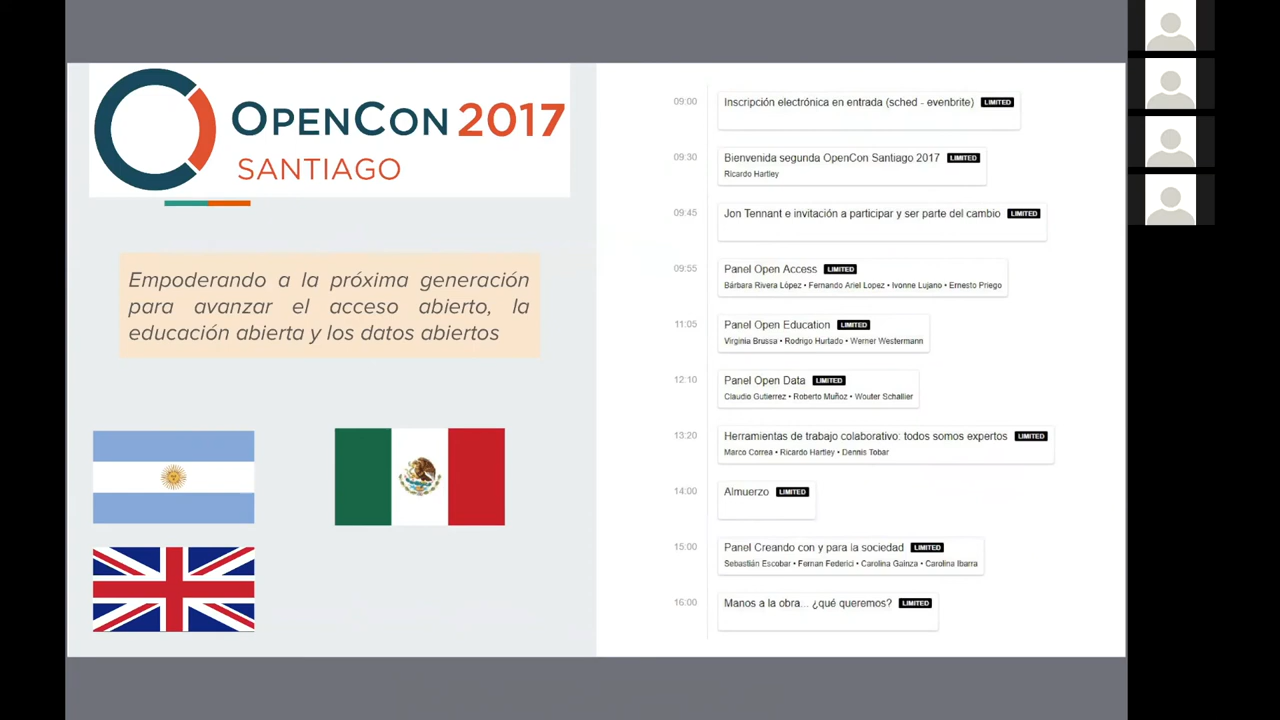 OPENCON 2017
SANTIAGO
Empoderando a la próxima generación
para avanzar el acceso abierto, la
educación abierta y los datos abiertos
09:00
Inscripción electrónica en entrada (sched - evenbrite) LIMITED
09:30
Bienvenida segunda OpenCon Santiago 2017 LIMITED
Ricardo Hartley
09:45
Jon Tennant e invitación a participar y ser parte del cambio LIMITED
09:55
Panel Open Access LIMITED
Bárbara Rivera López • Fernando Ariel Lopez • Ivonne Lujano • Ernesto Priego
11:05
Panel Open Education LIMITED
Virginia Brussa • Rodrigo Hurtado • Werner Westermann
12:10
Panel Open Data LIMITED
Claudio Gutierrez • Roberto Muñoz • Wouter Schallier
13:20
Herramientas de trabajo colaborativo: todos somos expertos LIMITED
Marco Correa • Ricardo Hartley • Dennis Tobar
14:00
Almuerzo LIMITED
15:00
Panel Creando con y para la sociedad LIMITED
Sebastián Escobar • Fernan Federici • Carolina Gainza • Carolina Ibarra
16:00
Manos a la obra... ¿qué queremos? LIMITED